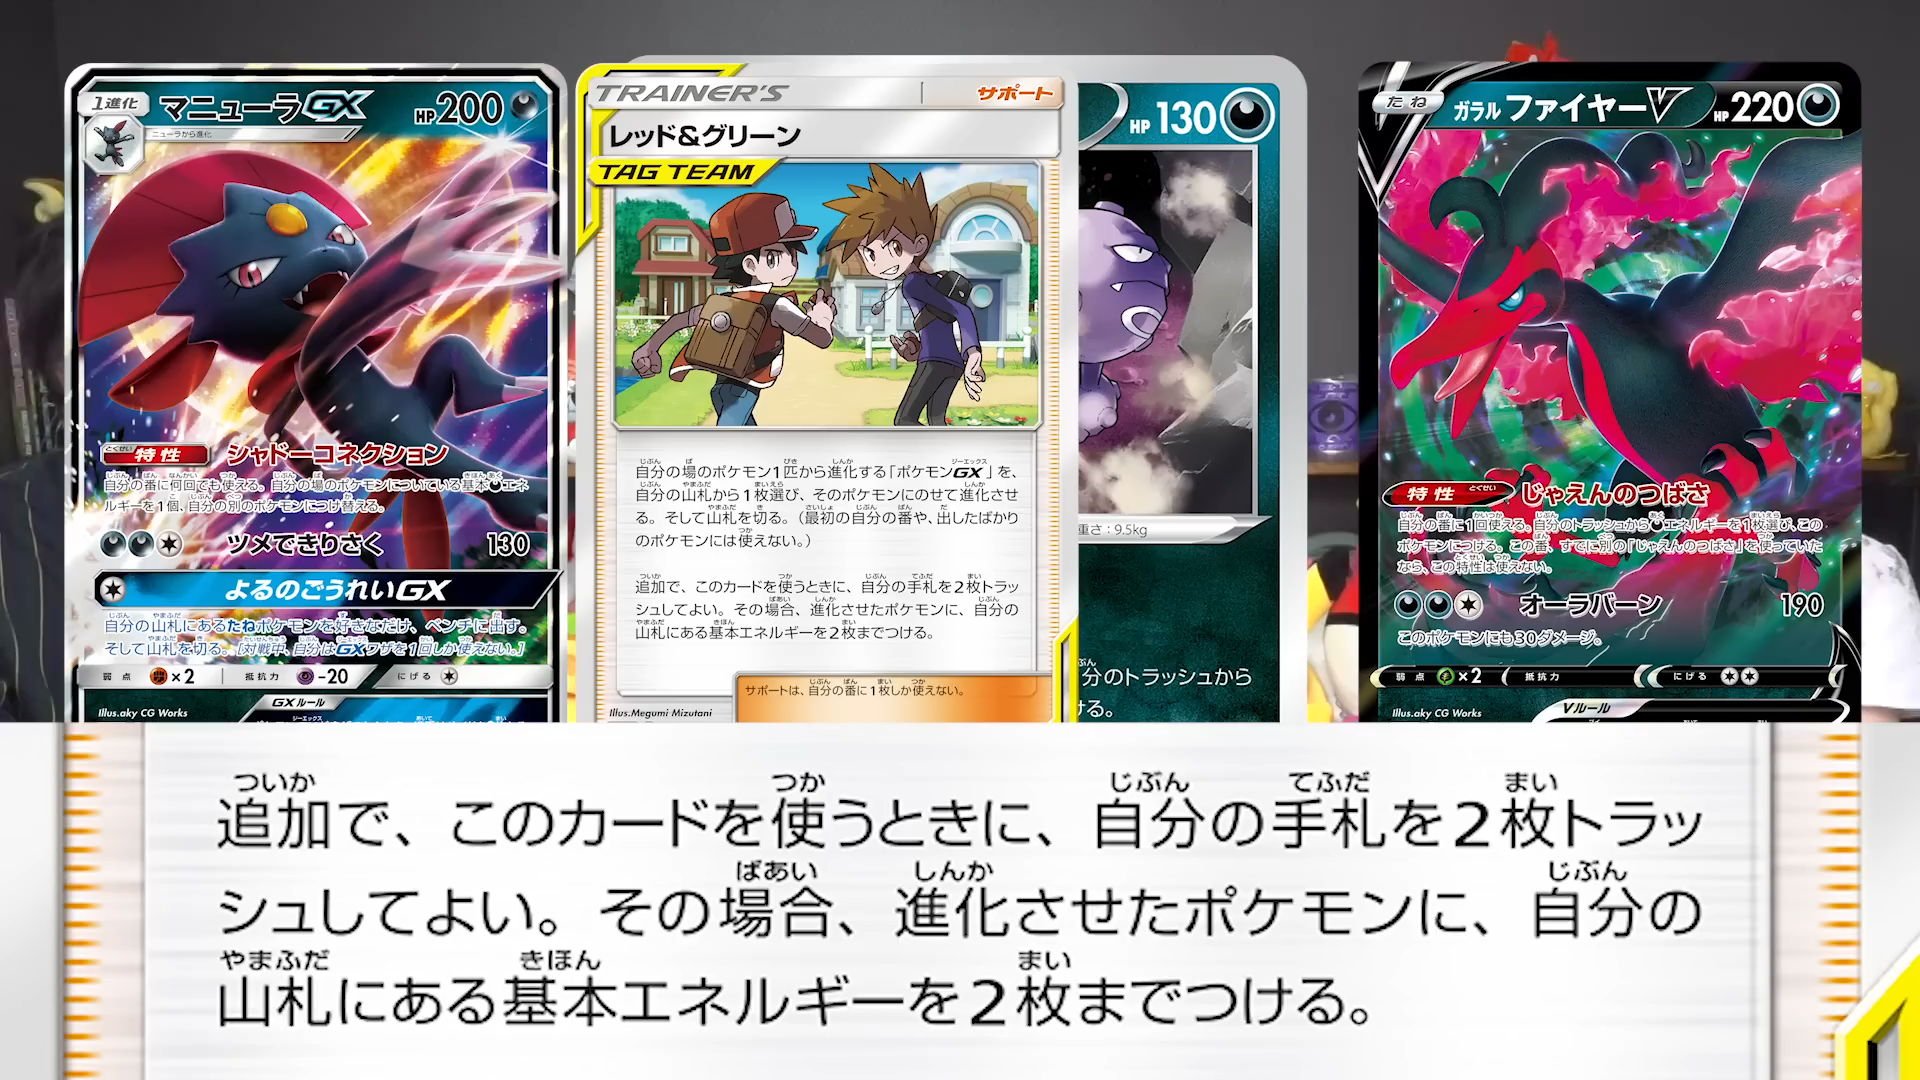 1進化 マニューラGX HP200
ニューラから進化
特性 シャドーコネクション
自分の番に何回でも使える。自分の場のポケモンについている基本エネ
ルギーを1個、自分の別のポケモンにつけ替える。
ツメできりさく 130
よるのごうれいGX
自分の山札にあるたねポケモンを好きなだけ、ベンチに出す。
そして山札を切る。[対戦中、自分はGXワザを1回しか使えない。]
弱点 ×2 抵抗力 -20 にげる
Illus.aky CG Works GXルール
TRAINER'S サポート
レッド&グリーン
TAG TEAM
自分の場のポケモン1匹から進化する「ポケモンGX」を、
自分の山札から1枚選び、そのポケモンにのせて進化させ
る。そして山札を切る。(最初の自分の番や、出したばかり
のポケモンには使えない。)
追加で、このカードを使うときに、自分の手札を2枚トラッ
シュしてよい。その場合、進化させたポケモンに、自分の
山札にある基本エネルギーを2枚までつける。
サポートは、自分の番に1枚しか使えない。
Illus.Megumi Mizutani
HP 130
重さ:9.5kg
分のトラッシュから
ける。
たね ガラル ファイヤーV HP220
特性 じゃえんのつばさ
自分の番に1回使える。自分のトラッシュからエネルギーを1枚選び、この
ポケモンにつける。この番、すでに別の「じゃえんのつばさ」を使っていた
なら、この特性は使えない。
オーラバーン 190
このポケモンにも30ダメージ。
弱点 ×2 抵抗力 にげる
Illus.aky CG Works Vルール
追加で、このカードを使うときに、自分の手札を2枚トラッ
シュしてよい。その場合、進化させたポケモンに、自分の
山札にある基本エネルギーを2枚までつける。